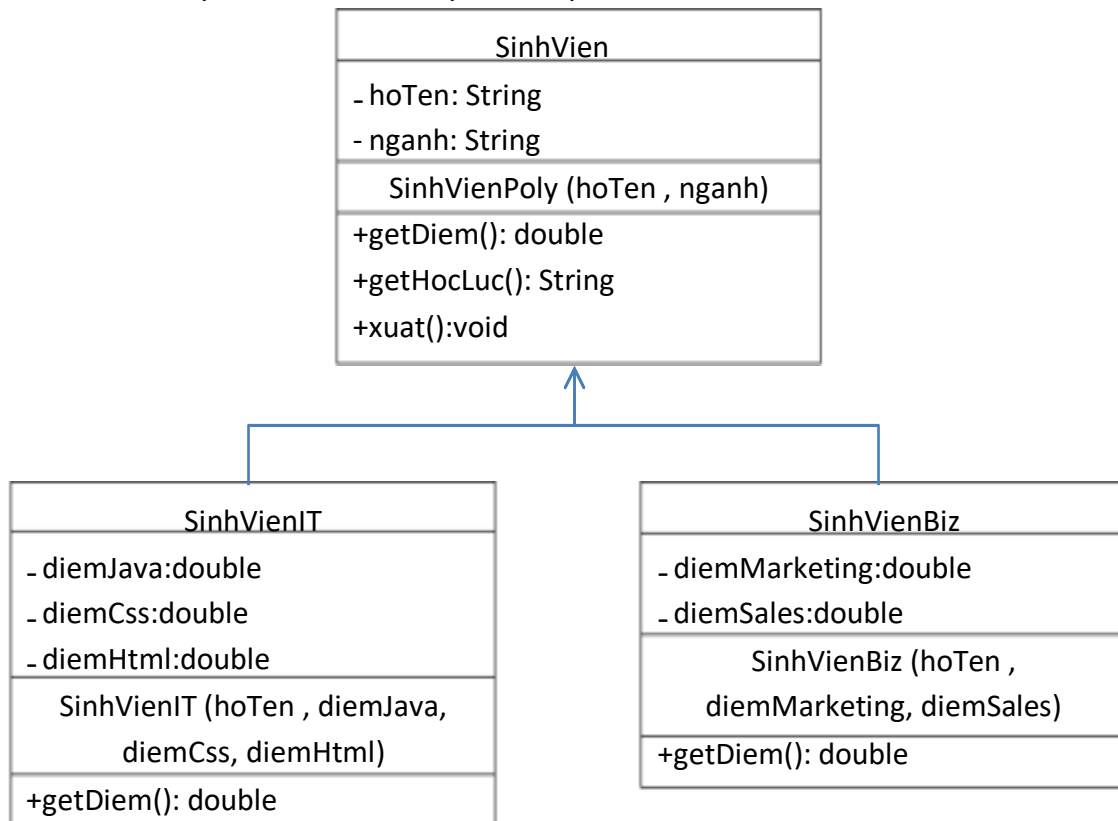 SinhVien
- hoTen: String
- nganh: String
SinhVienPoly (hoTen , nganh)
+getDiem(): double
+getHocLuc(): String
+xuat():void
SinhVienIT
- diemJava:double
- diemCss:double
- diemHtml:double
SinhVienIT (hoTen , diemJava,
diemCss, diemHtml)
+getDiem(): double
SinhVienBiz
- diemMarketing:double
- diemSales:double
SinhVienBiz (hoTen ,
diemMarketing, diemSales)
+getDiem(): double